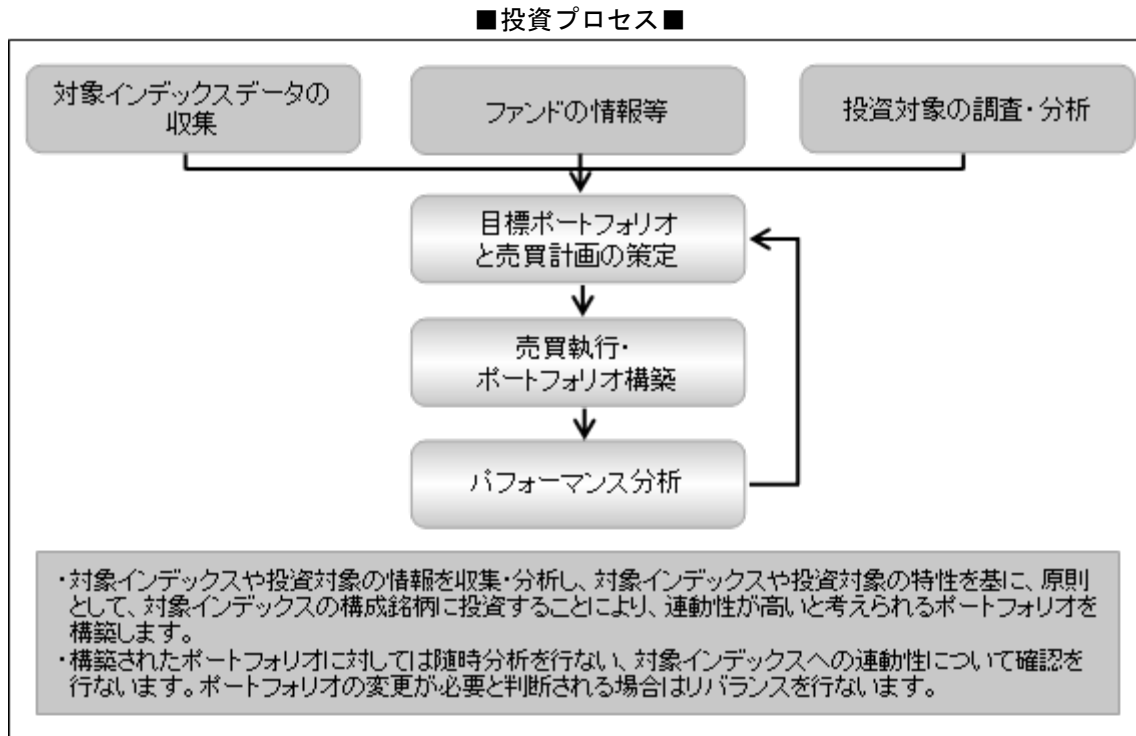 ■投資プロセス■
対象インデックスデータの
収集
ファンドの情報等
投資対象の調査・分析
目標ポートフォリオ
と売買計画の策定
売買執行・
ポートフォリオ構築
パフォーマンス分析
・対象インデックスや投資対象の情報を収集・分析し、対象インデックスや投資対象の特性を基に、原則
として、対象インデックスの構成銘柄に投資することにより、連動性が高いと考えられるポートフォリオを
構築します。
・構築されたポートフォリオに対しては随時分析を行ない、対象インデックスへの連動性について確認を
行ないます。ポートフォリオの変更が必要と判断される場合はリバランスを行ないます。